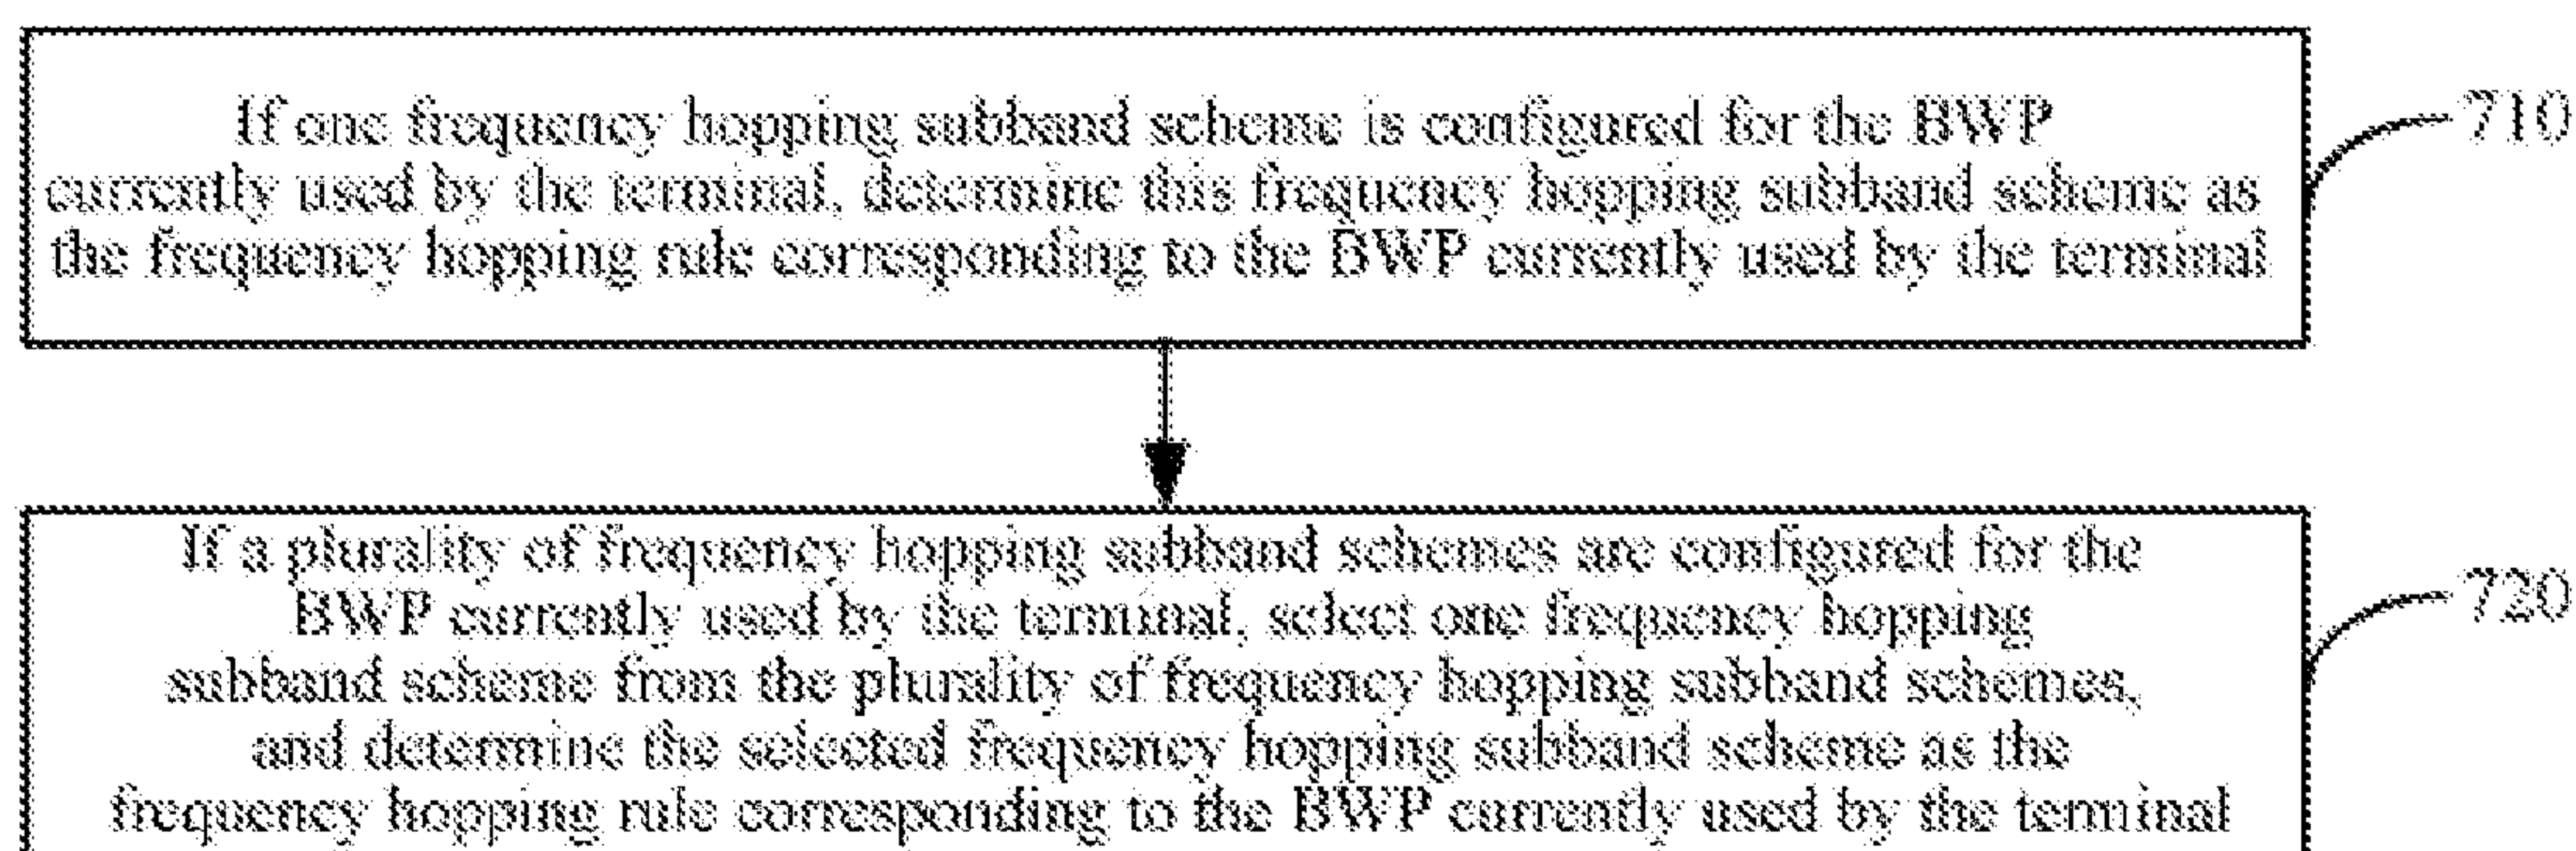 If one frequency hopping subband scheme is configured for the BWP
currently used by the terminal, determine this frequency hopping subband scheme as
the frequency hopping rule corresponding to the BWP currently used by the terminal
710
If a plurality of frequency hopping subband schemes are configured for the
BWP currently used by the terminal, select one frequency hopping
subband scheme from the plurality of frequency hopping subband schemes,
and determine the selected frequency hopping subband scheme as the
frequency hopping rule corresponding to the BWP currently used by the terminal
720